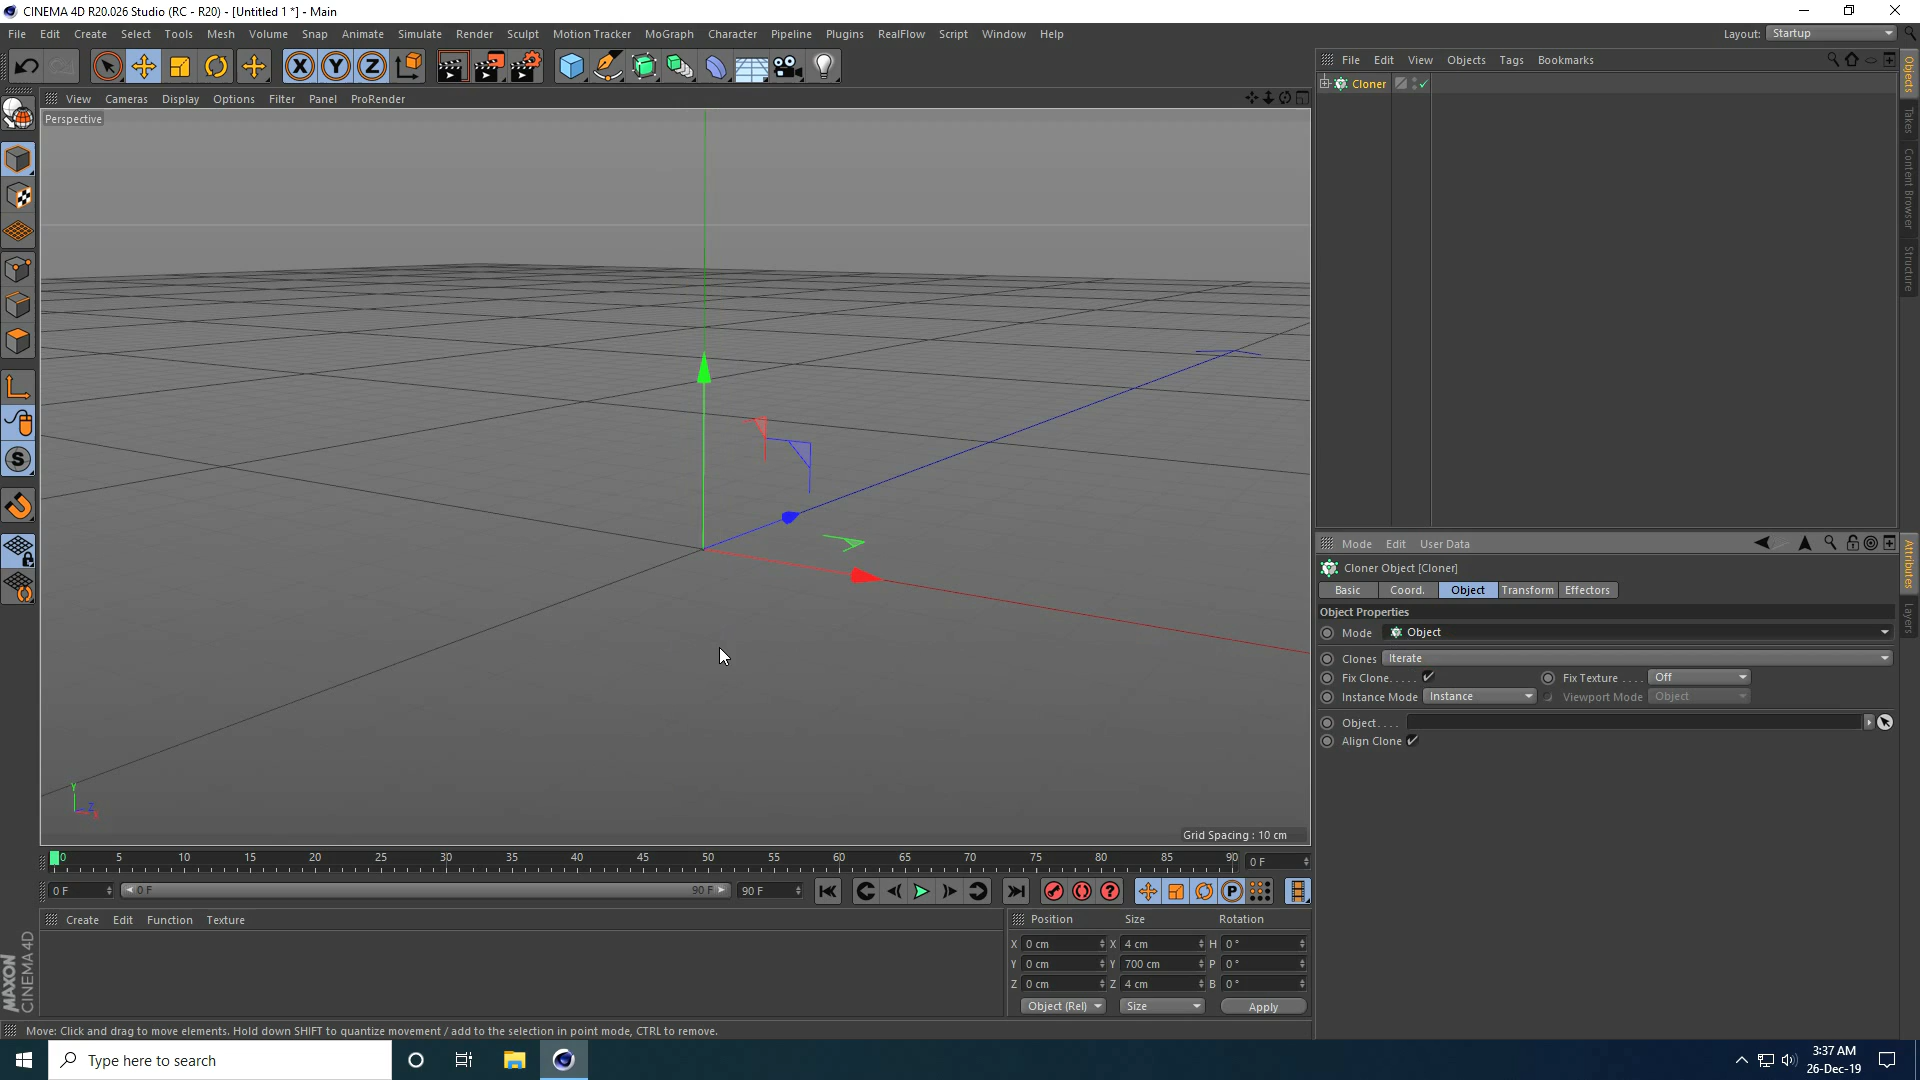 CINEMA 4D R20.026 Studio (RC - R20) - [Untitled 1 *] - Main
File Edit Create Select Tools Mesh Volume Snap Animate Simulate Render Sculpt Motion Tracker MoGraph Character Pipeline Plugins RealFlow Script Window Help
Layout: Startup
File Edit View Objects Tags Bookmarks
Cloner
View Cameras Display Options Filter Panel ProRender
Perspective
Y
Z
X
Grid Spacing : 10 cm
Objects
Takes
Content Browser
Structure
Mode Edit User Data
Cloner Object [Cloner]
Basic Coord. Object Transform Effectors
Object Properties
Mode Object
Clones Iterate
Fix Clone..... Fix Texture .... Off
Instance Mode Instance Viewport Mode Object
Object....
Align Clone
Attributes
Layers
0 5 10 15 20 25 30 35 40 45 50 55 60 65 70 75 80 85 90 0 F
0 F 0 F 90 F 90 F
Create Edit Function Texture
Position Size Rotation
X 0 cm X 4 cm H 0 °
Y 0 cm Y 700 cm P 0 °
Z 0 cm Z 4 cm B 0 °
Object (Rel) Size Apply
MAXON
CINEMA 4D
Move: Click and drag to move elements. Hold down SHIFT to quantize movement / add to the selection in point mode, CTRL to remove.
Type here to search
3:37 AM
26-Dec-19